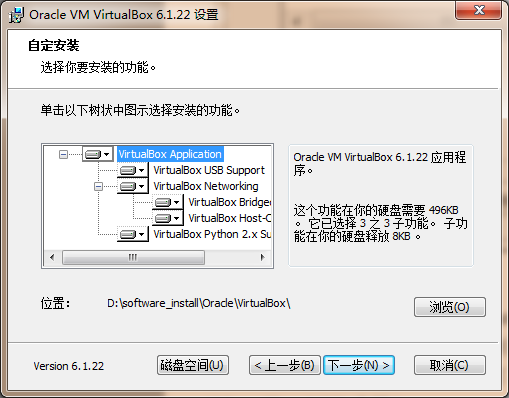 Oracle VM VirtualBox 6.1.22 设置
自定安装
选择你要安装的功能。
单击以下树状中图示选择安装的功能。
VirtualBox Application
VirtualBox USB Support
VirtualBox Networking
VirtualBox Bridge
VirtualBox Host-O
VirtualBox Python 2.x Su
Oracle VM VirtualBox 6.1.22 应用程
序。
这个功能在你的硬盘需要 496KB
。它已选择 3 之 3 子功能。 子功
能在你的硬盘释放 8KB 。
位置:
D:\software_install\Oracle\VirtualBox\
浏览(O)
Version 6.1.22
磁盘空间(U)
< 上一步(B)
下一步(N) >
取消(C)